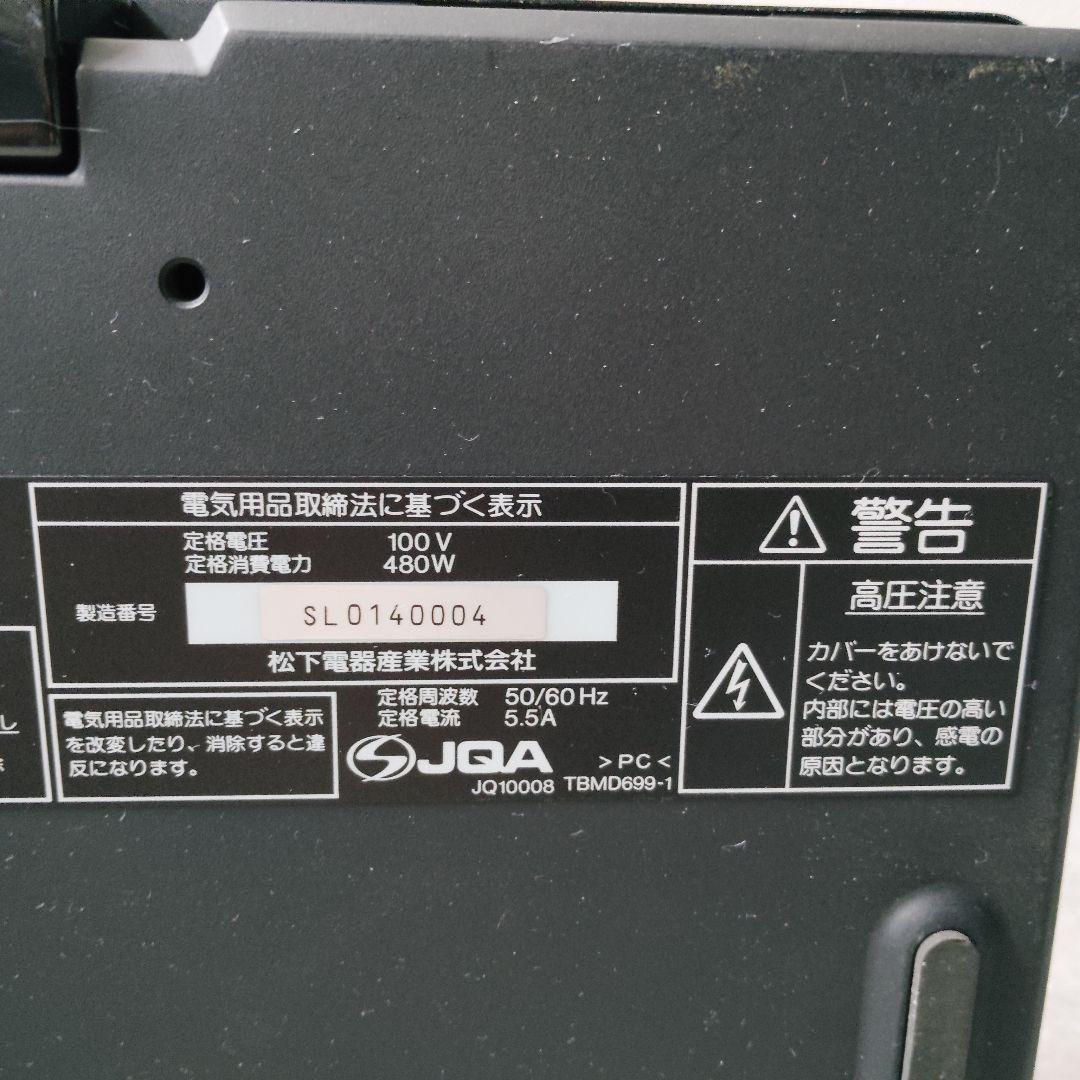 電気用品取締法に基づく表示
定格電圧 100V
定格消費電力 480W
製造番号 SL0140004
松下電器産業株式会社
電気用品取締法に基づく表示
を改変したり、消除すると違
反になります。
定格周波数 50/60Hz
定格電流 5.5A
JQA >PC<
JQ10008 TBMD699-1
警告
高圧注意
カバーをあけないで
ください。
内部には電圧の高い
部分があり、感電の
原因となります。
し